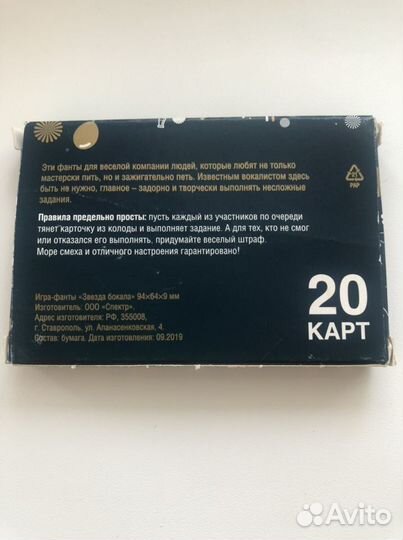 Эти фанты для веселой компании людей, которые любят не только
мастерски пить, но и зажигательно петь. Известным вокалистом здесь
быть не нужно, главное – задорно и творчески выполнять несложные
задания.
21
PAP
Правила предельно просты: пусть каждый из участников по очереди
тянет карточку из колоды и выполняет задание. А для тех, кто не смог
или отказался его выполнять, придумайте веселый штраф.
Море смеха и отличного настроения гарантировано!
Игра-фанты «Звезда бокала» 94×64×9 мм
Изготовитель: ООО «Спектр».
Адрес изготовителя: РФ, 355008,
г. Ставрополь, ул. Апанасенковская, 4.
Состав: бумага. Дата изготовления: 09.2019
20
КАРТ
Avito